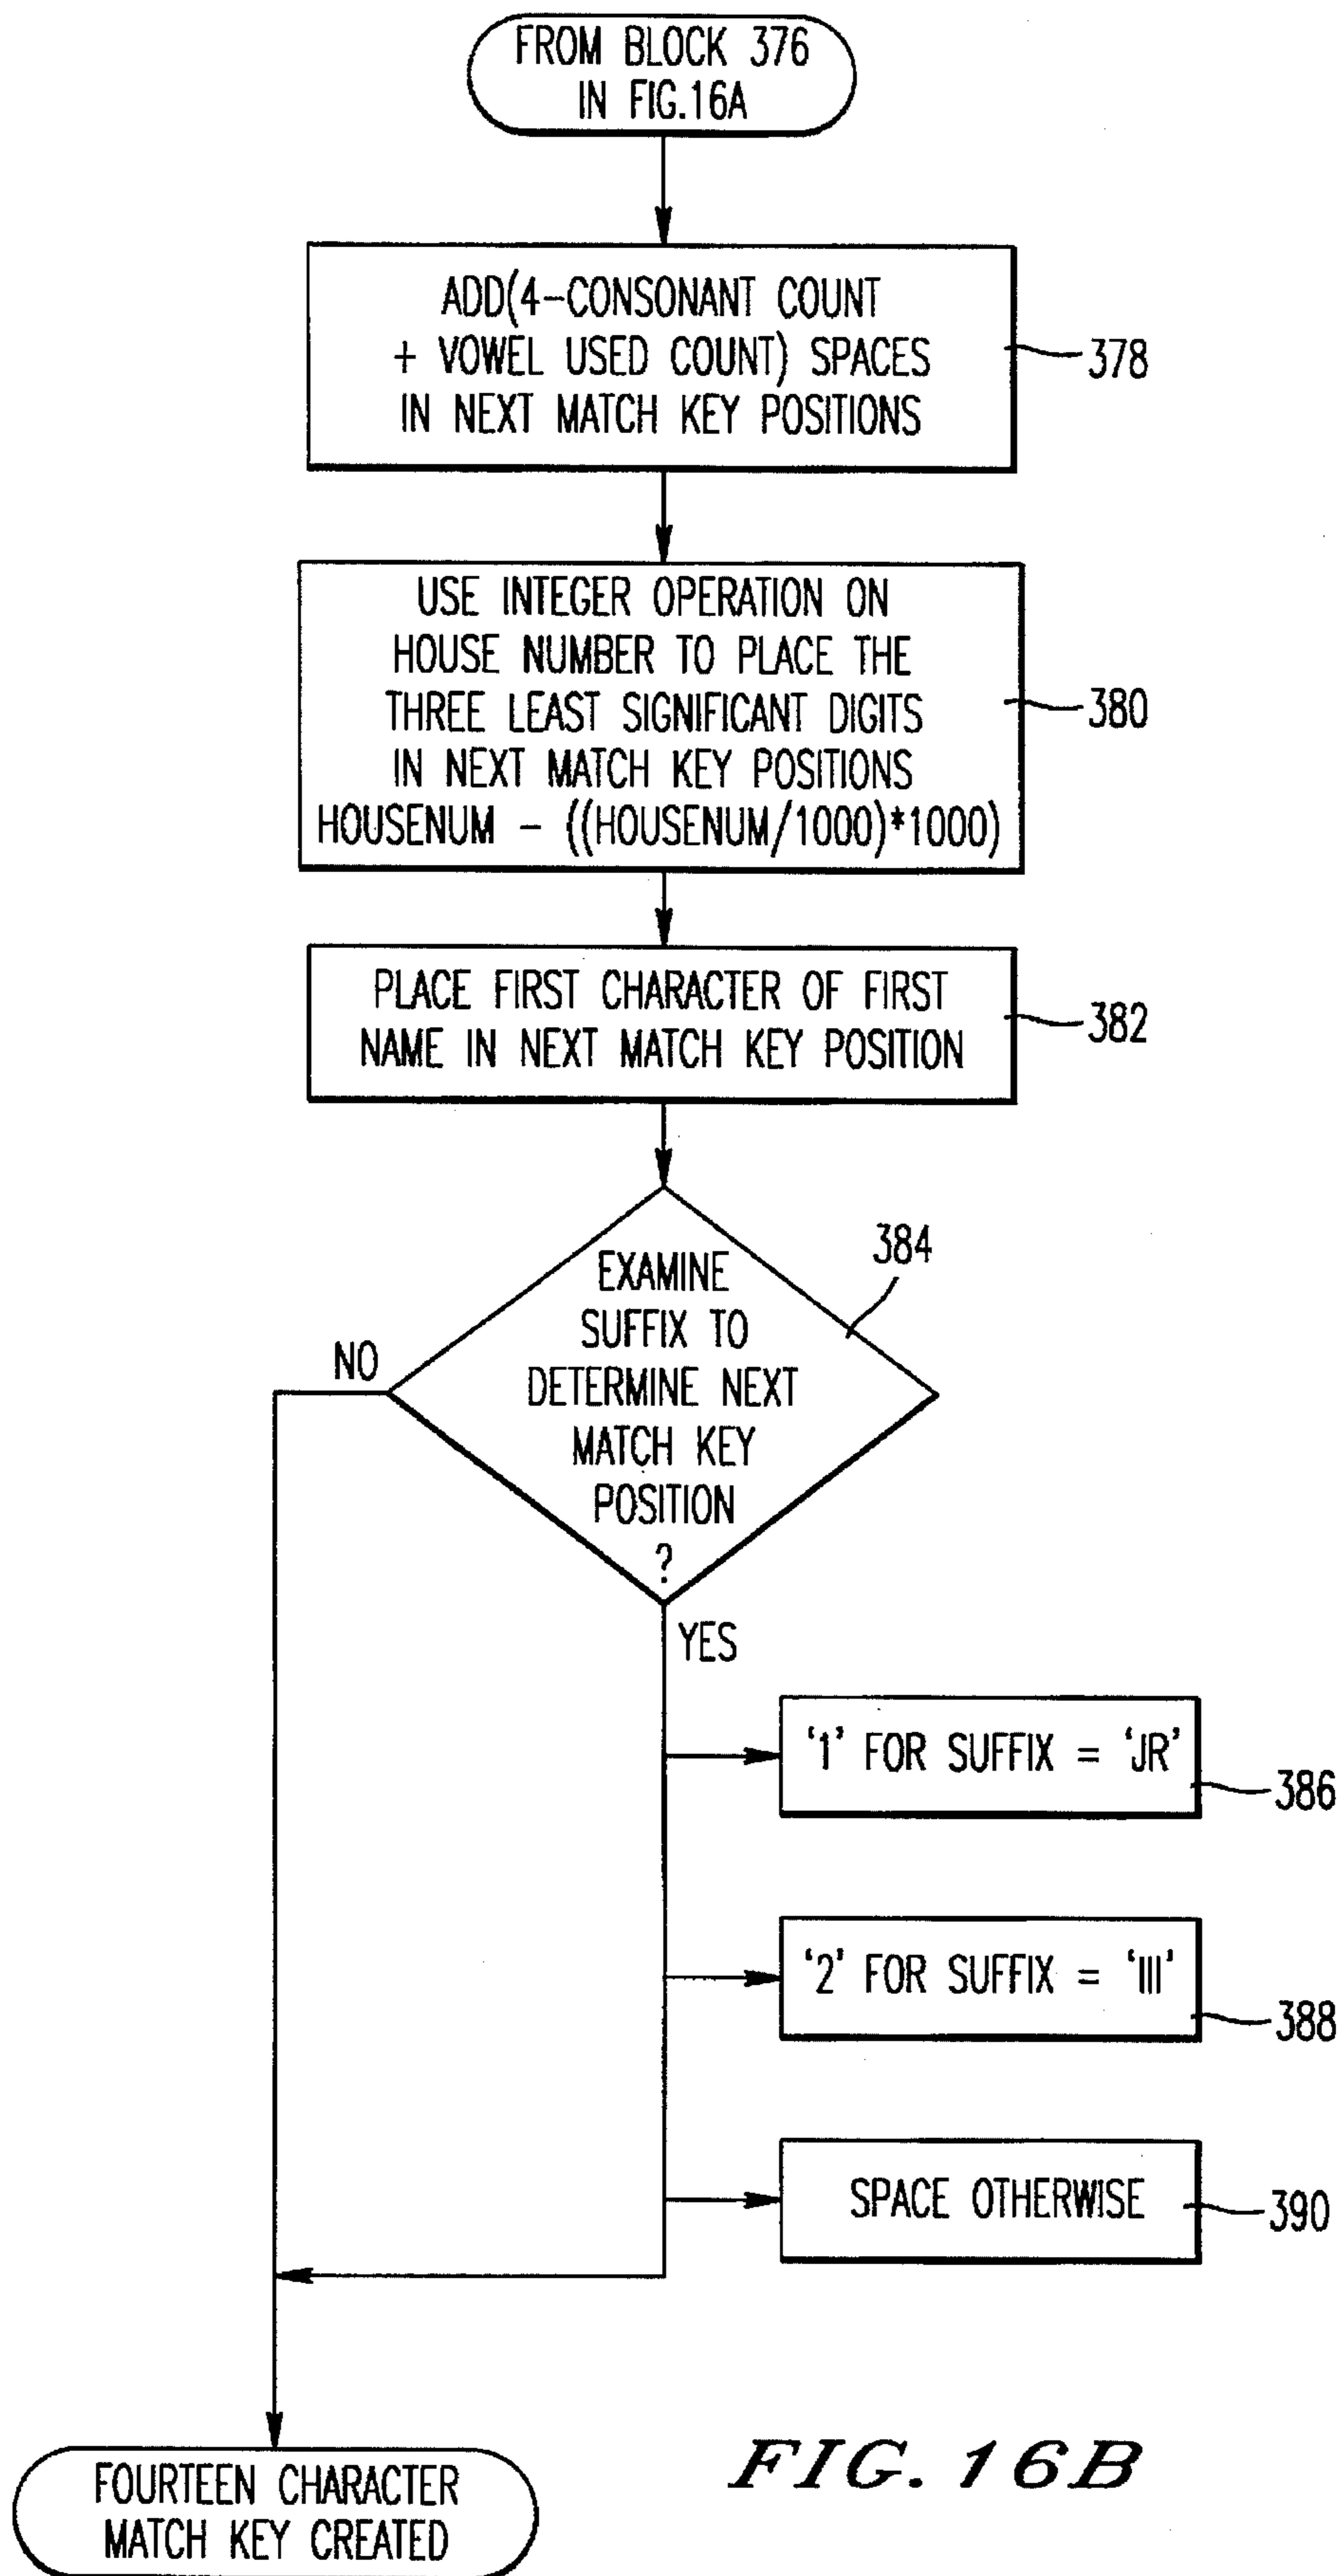 FROM BLOCK 376
IN FIG.16A
ADD(4-CONSONANT COUNT
+ VOWEL USED COUNT) SPACES
IN NEXT MATCH KEY POSITIONS
378
USE INTEGER OPERATION ON
HOUSE NUMBER TO PLACE THE
THREE LEAST SIGNIFICANT DIGITS
IN NEXT MATCH KEY POSITIONS
HOUSENUM - ((HOUSENUM/1000)*1000)
380
PLACE FIRST CHARACTER OF FIRST
NAME IN NEXT MATCH KEY POSITION
382
384
EXAMINE
SUFFIX TO
DETERMINE NEXT
MATCH KEY
POSITION
?
NO
YES
‘1’ FOR SUFFIX = ‘JR’
386
‘2’ FOR SUFFIX = ‘III’
388
SPACE OTHERWISE
390
FOURTEEN CHARACTER
MATCH KEY CREATED
FIG. 16B